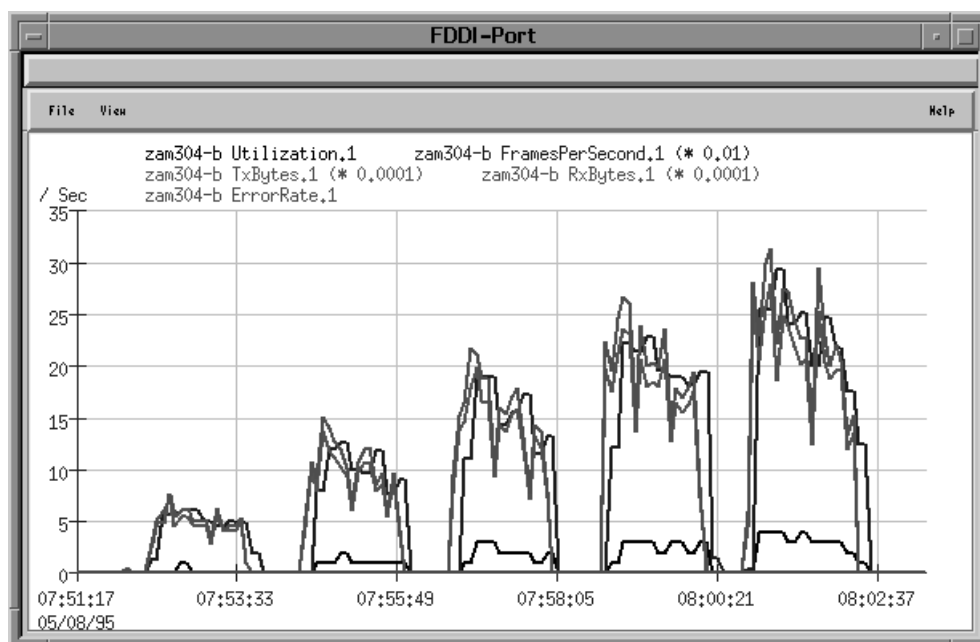 FDDI-Port
File View Help
zam304-b Utilization.1 zam304-b FramesPerSecond.1 (* 0.01)
zam304-b TxBytes.1 (* 0.0001) zam304-b RxBytes.1 (* 0.0001)
/ Sec zam304-b ErrorRate.1
35
30
25
20
15
10
5
0
07:51:17 07:53:33 07:55:49 07:58:05 08:00:21 08:02:37
05/08/95